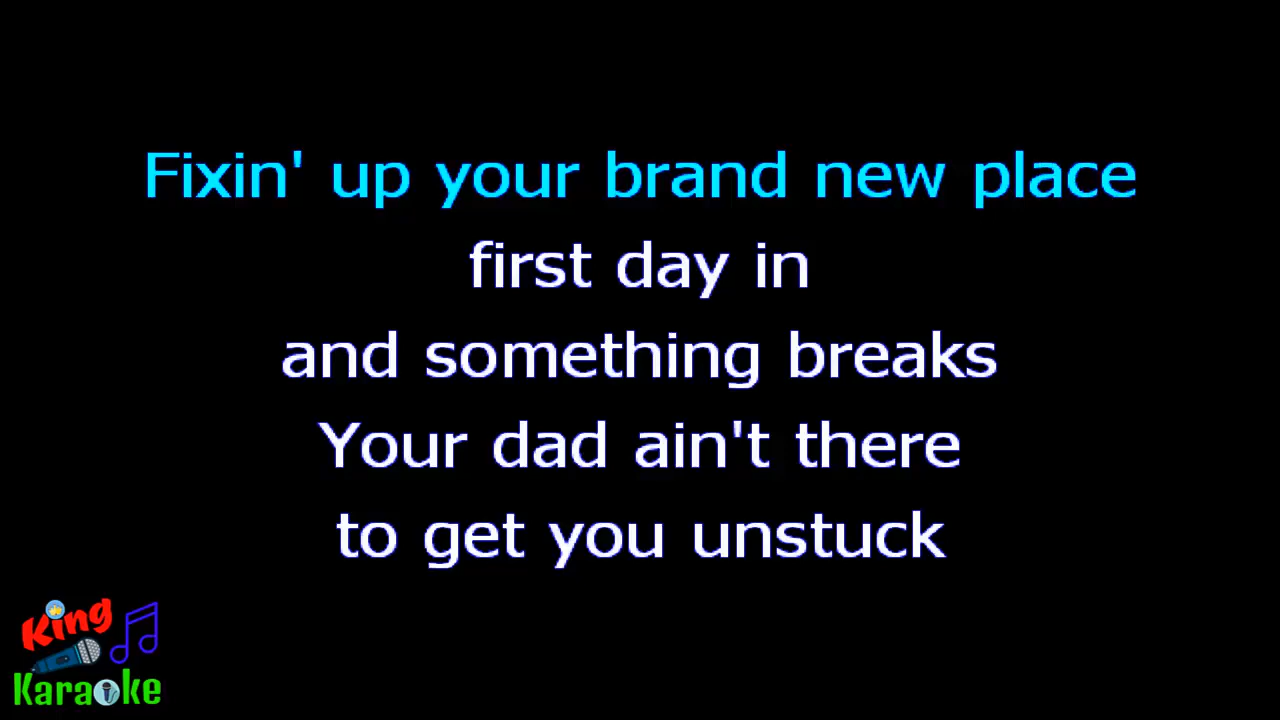 Fixin' up your brand new place
first day in
and something breaks
Your dad ain't there
to get you unstuck
King
Karaoke